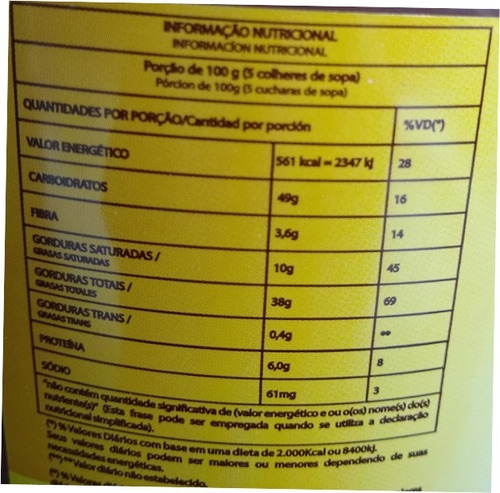 INFORMAÇÃO NUTRICIONAL
INFORMACÍON NUTRICIONAL
Porção de 100 g (5 colheres de sopa)
Pórcion de 100g (5 cucharas de sopa)
QUANTIDADES POR PORÇÃO/Cantidad por porción %VD(*)
VALOR ENERGÉTICO 561 kcal = 2347 kj 28
CARBOIDRATOS 49g 16
FIBRA 3,6g 14
GORDURAS SATURADAS / 10g 45
GRASAS SATURADAS
GORDURAS TOTAIS / 38g 69
GRASAS TOTALES
GORDURAS TRANS / 0,4g **
GRASAS TRANS
PROTEÍNA 6,0g 8
SÓDIO 61mg 3
"não contém quantidade significativa de (valor energético e ou o(os) nome(s) do(s)
nutriente(s)" (Esta frase pode ser empregada quando se utiliza a declaração
nutricional simplificada).
(*) % Valores Diários com base em uma dieta de 2.000Kcal ou 8400kJ.
Seus valores diários podem ser maiores ou menores dependendo de suas
necessidades energéticas.
(**) **Valor diário não estabelecido.
(*) % Valores